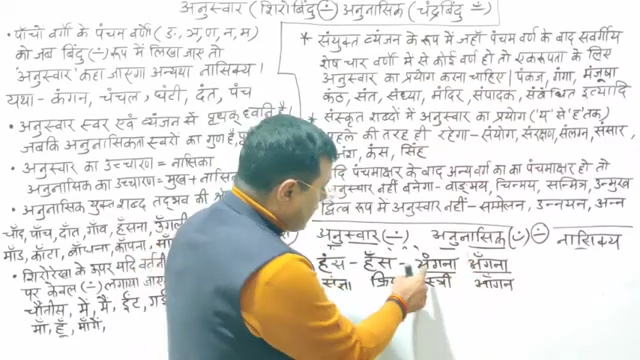 अनुस्वार (शिरोबिंदु ∸) अनुनासिक (चंद्रबिंदु ँ)
• पाँचों वर्गों के पंचम वर्णों (ङ, ञ, ण, न, म)
को जब बिंदु (∸) रूप में लिखा जाए तो
अनुस्वार कहा जाएगा अन्यथा नासिक्य।
यथा- कंगन, चंचल, घंटी, दंत, पंच
• अनुस्वार स्वर एवं व्यंजन से पृथक् ध्वनि है।
जबकि अनुनासिकता स्वरों का गुण है,
• अनुस्वार का उच्चारण = नासिका
अनुनासिक का उच्चारण = मुख + नासिका
• अनुनासिक युक्त शब्द तद्भव की
चाँद, पाँच, दाँत, गाँव, हँसना, उँगली
माँड, काँटा, बाँधना, काँपना,
• शिरोरेखा के ऊपर यदि वर्तनी
पर केवल (∸) लगाया जाए
चौंतीस, में, मैं, ईंट,
माँ, हूँ, माँगें,
* संयुक्त व्यंजन के रूप में जहाँ पंचम वर्ण के बाद सवर्गीय
शेष चार वर्णों में से कोई वर्ण हो तो एकरूपता के लिए
अनुस्वार का प्रयोग करना चाहिए। पंकज, गंगा, मंजूषा
कंठ, संत, संध्या, मंदिर, संपादक, संबंधित इत्यादि
* संस्कृत शब्दों में अनुस्वार का प्रयोग ('य' से 'ह' तक)
पहले की तरह ही रहेगा- संयोग, संरक्षण, संलग्न, संसार,
कंस, सिंह
यदि पंचमाक्षर के बाद अन्य वर्ग का का पंचमाक्षर हो तो
अनुस्वार नहीं बनेगा- वाङ्मय, चिन्मय, सन्मित्र, उन्मुख
द्वित्व रूप में अनुस्वार नहीं- सम्मेलन, उन्नयन, अन्न
अनुस्वार (∸) अनुनासिक (ँ) ∸ नासिक्य
हंस - हँस - अंगना अँगना
संज्ञा स्त्री आँगन